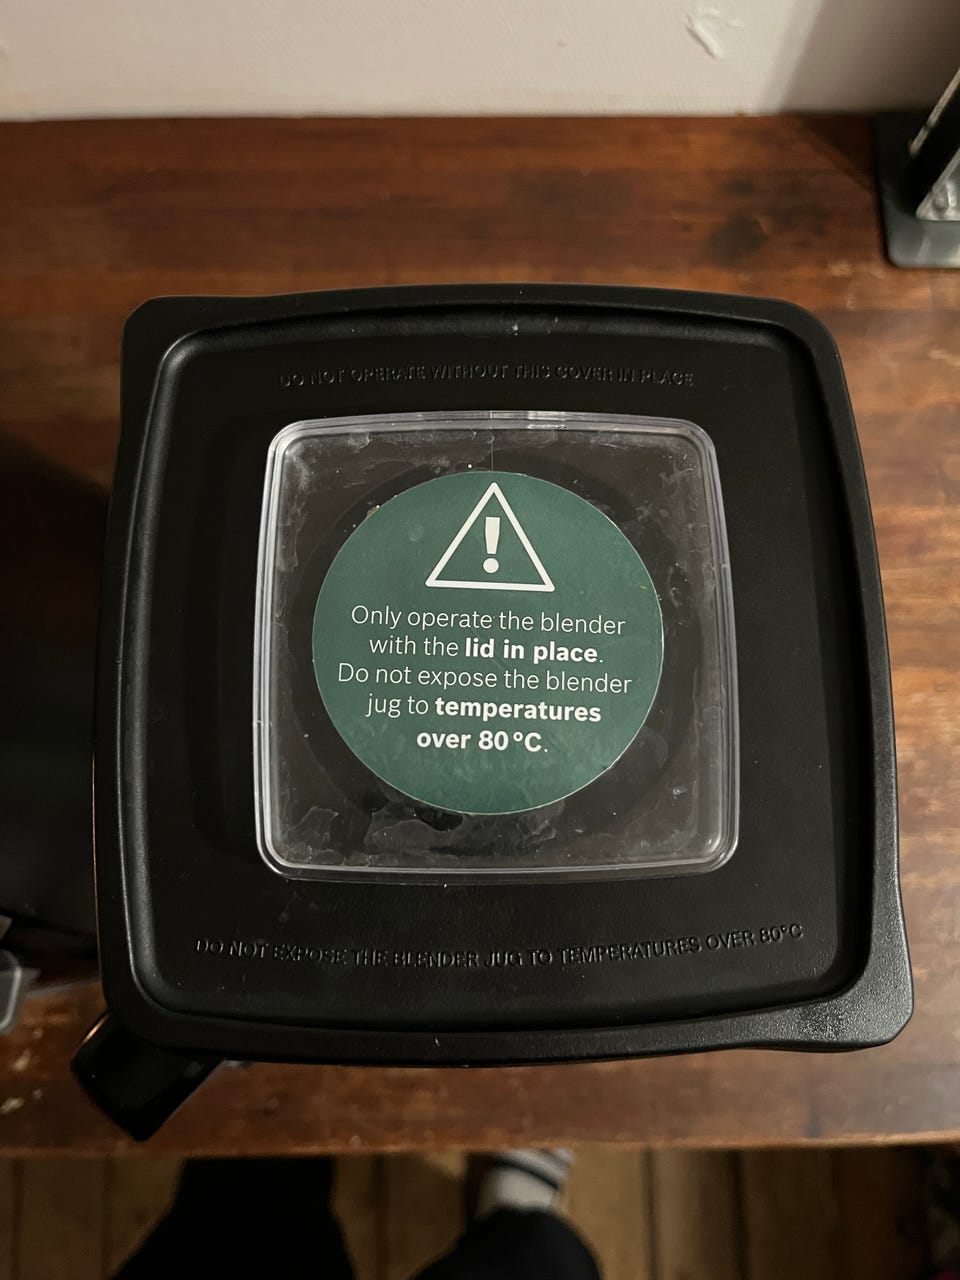 DO NOT OPERATE WITHOUT THIS COVER IN PLACE
Only operate the blender
with the lid in place.
Do not expose the blender
jug to temperatures
over 80°C.
DO NOT EXPOSE THE BLENDER JUG TO TEMPERATURES OVER 80°C